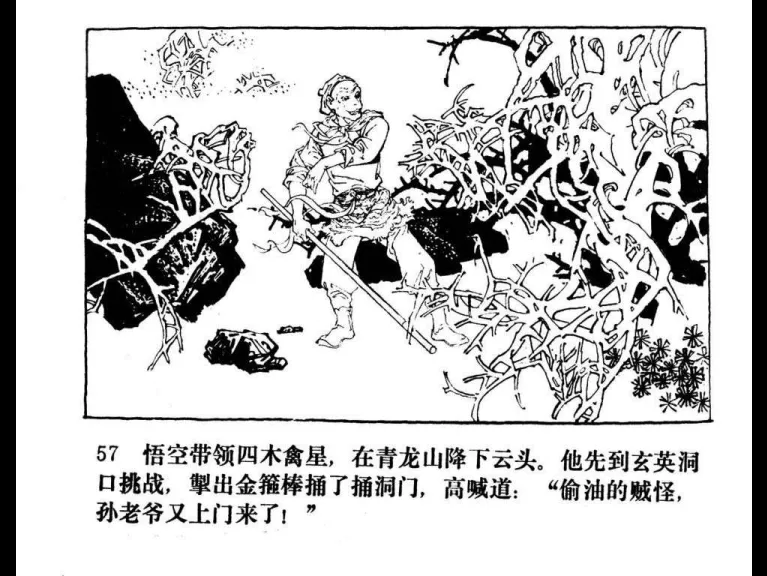 57 悟空带领四木禽星，在青龙山降下云头。他先到玄英洞
口挑战，掣出金箍棒捅了捅洞门，高喊道：“偷油的贼怪，
孙老爷又上门来了！”